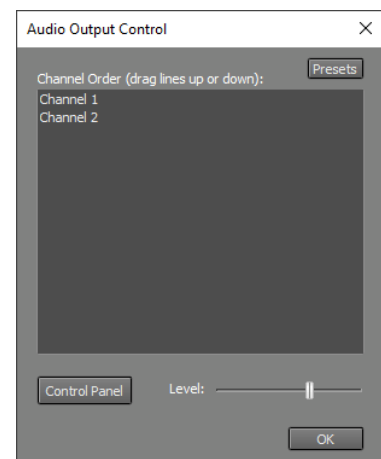 Audio Output Control
Presets
Channel Order (drag lines up or down):
Channel 1
Channel 2
Control Panel
Level:
OK